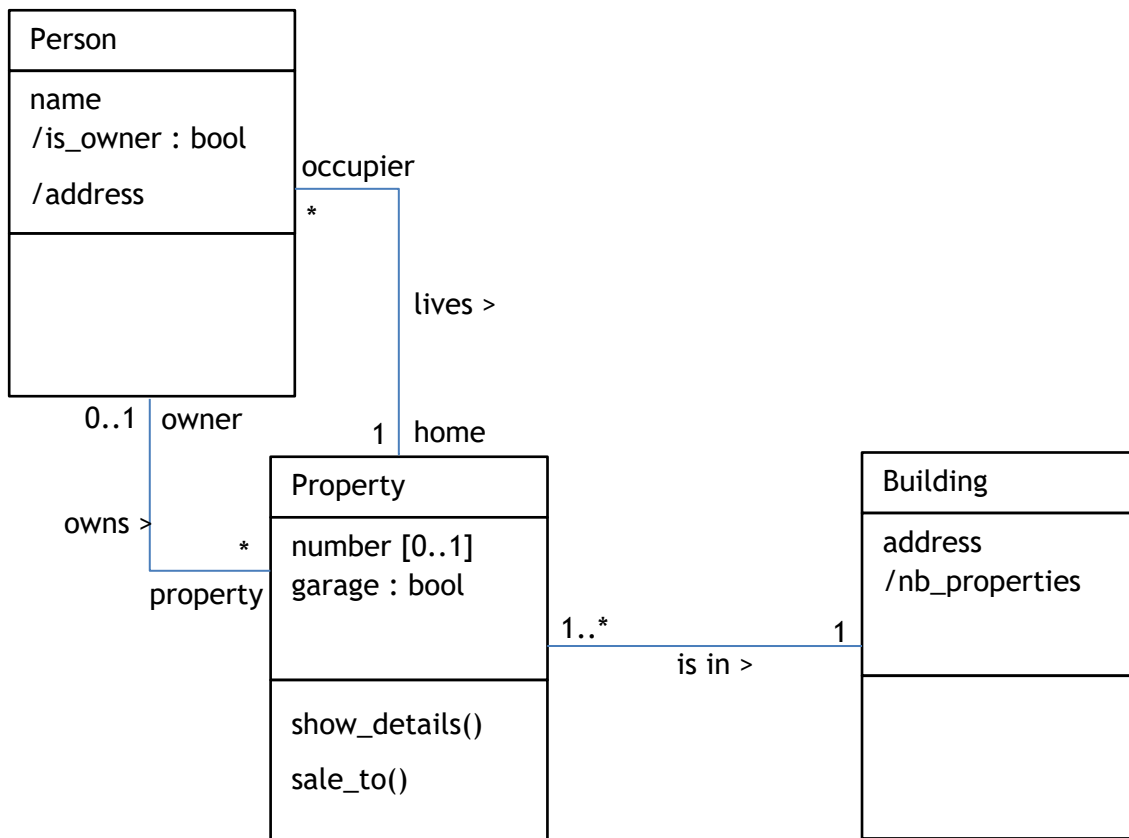 Person
name
/is_owner : bool
/address
occupier
*
lives >
0..1 owner
1 home
owns >
*
property
Property
number [0..1]
garage : bool
show_details()
sale_to()
1..*
1
is in >
Building
address
/nb_properties